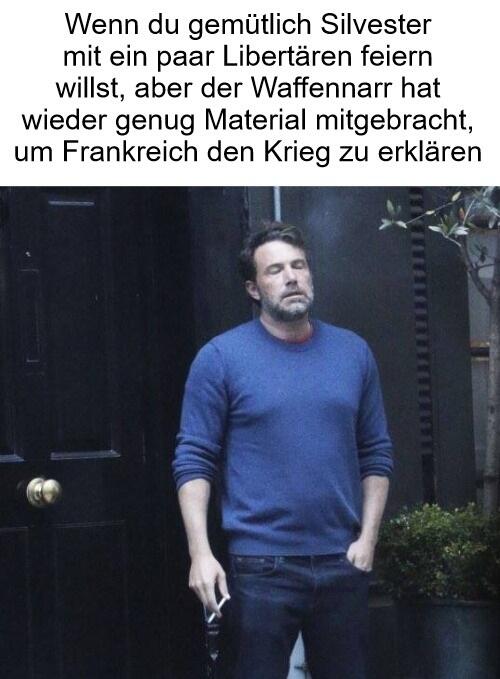 Wenn du gemütlich Silvester
mit ein paar Libertären feiern
willst, aber der Waffennarr hat
wieder genug Material mitgebracht,
um Frankreich den Krieg zu erklären